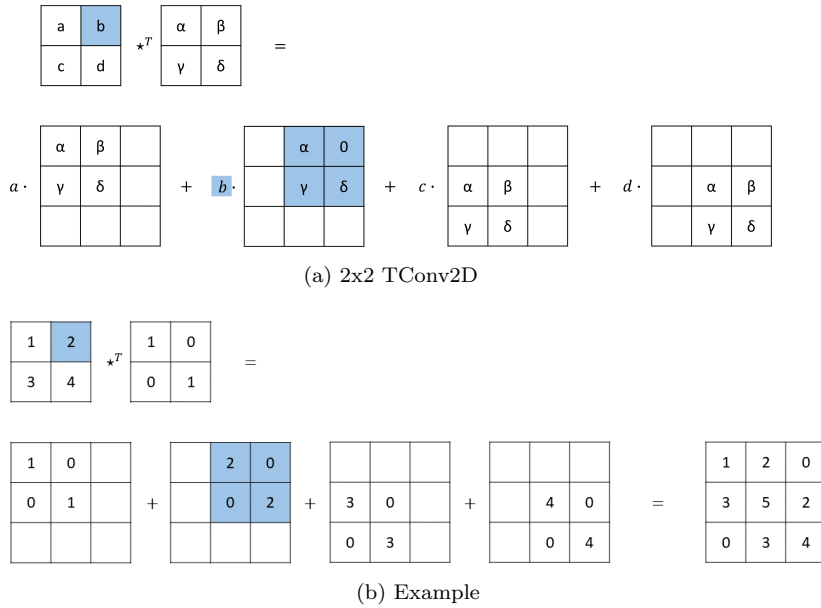 a b
⋆ᵀ α β =
c d γ δ
α β α 0
a · γ δ + b · γ δ + c · α β + d · α β
γ δ γ δ
(a) 2x2 TConv2D
1 2 1 0
⋆ᵀ =
3 4 0 1
1 0 2 0 1 2 0
0 1 + 0 2 + 3 0 + 4 0 = 3 5 2
0 3 0 4 0 3 4
(b) Example